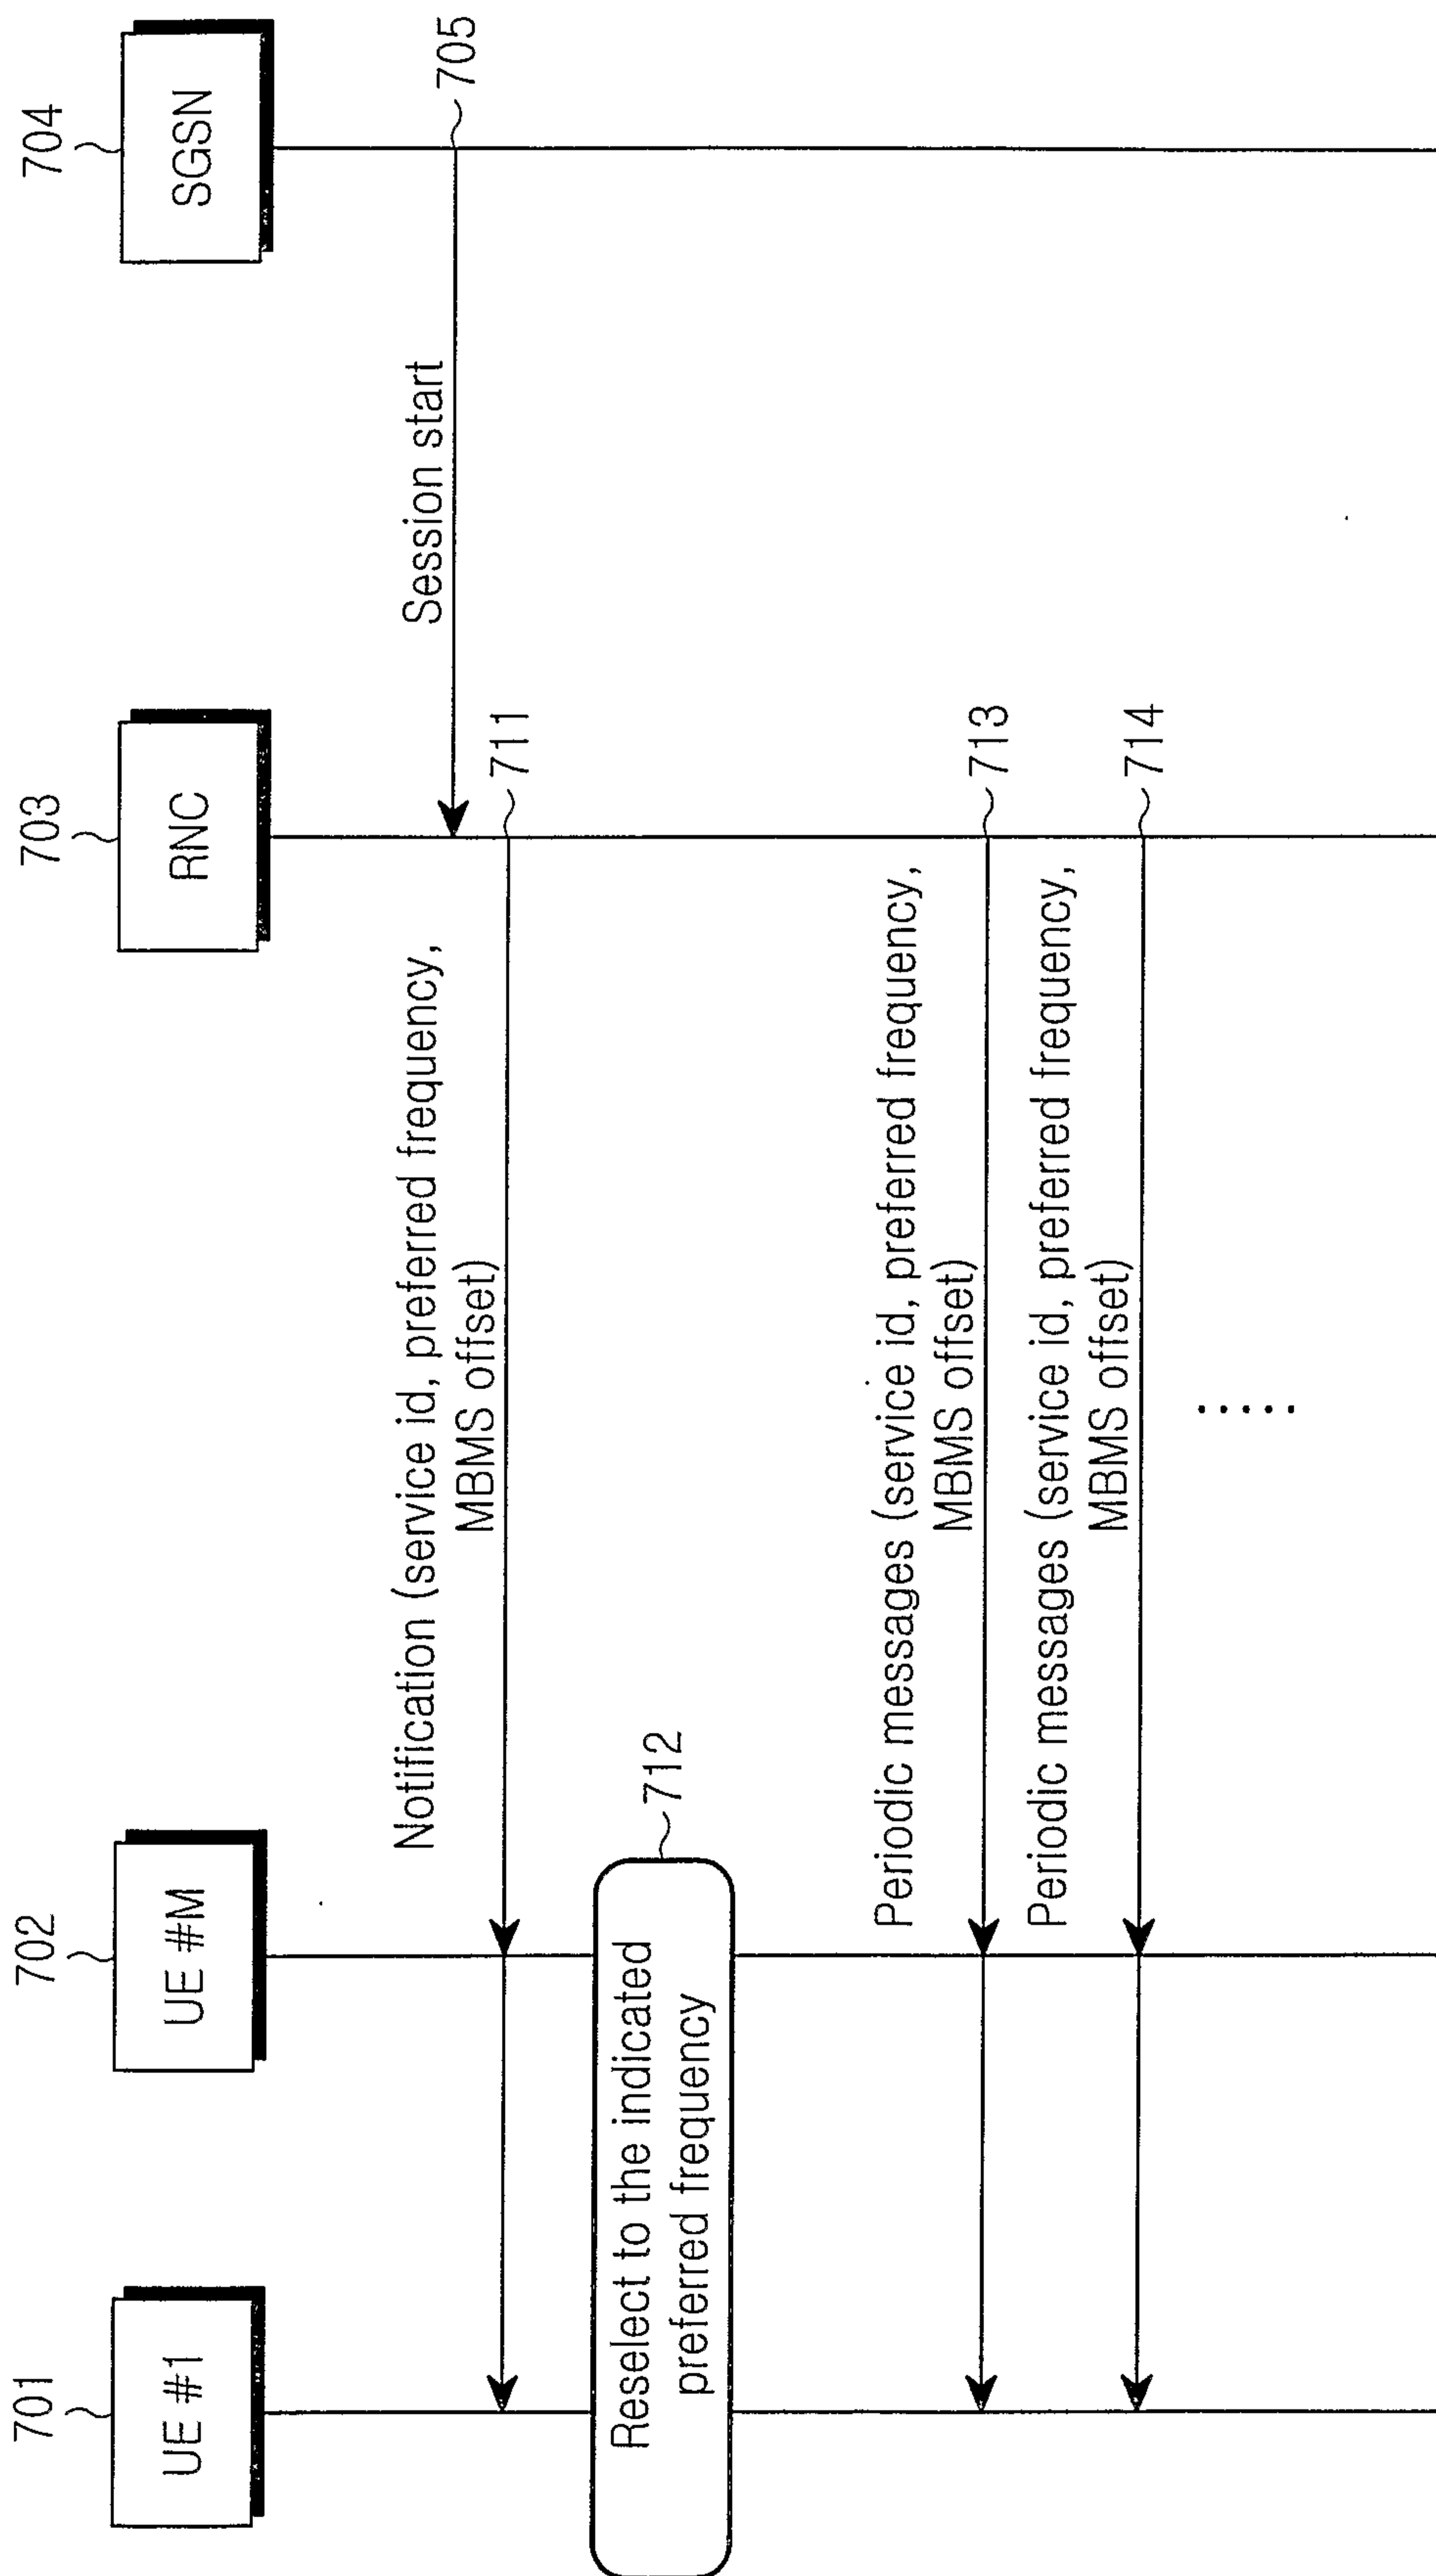 701
702
703
704
UE #1
UE #M
RNC
SGSN
Session start
705
Notification (service id, preferred frequency,
MBMS offset)
711
Reselect to the indicated
preferred frequency
712
Periodic messages (service id, preferred frequency,
MBMS offset)
713
Periodic messages (service id, preferred frequency,
MBMS offset)
714
.....